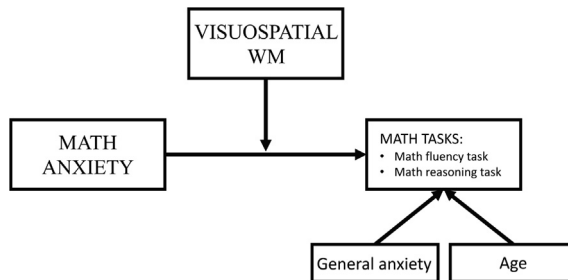 VISUOSPATIAL
WM
MATH
ANXIETY
MATH TASKS:
• Math fluency task
• Math reasoning task
General anxiety
Age